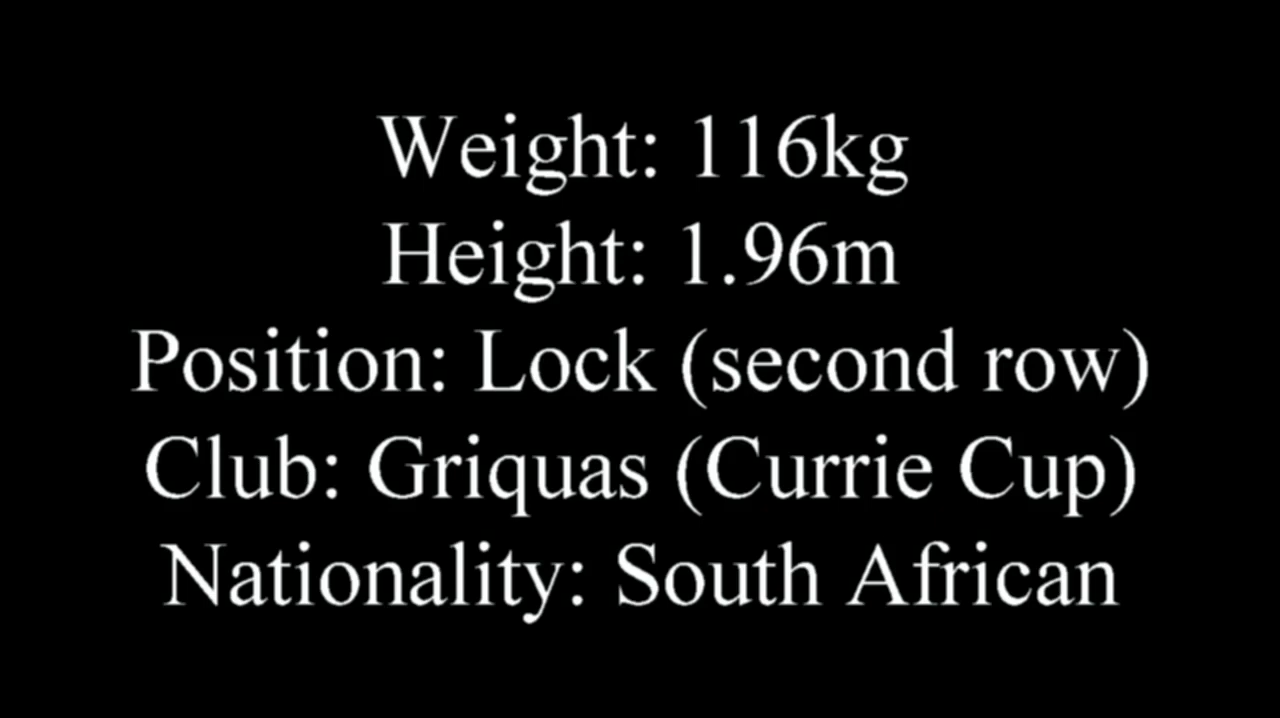 Weight: 116kg
Height: 1.96m
Position: Lock (second row)
Club: Griquas (Currie Cup)
Nationality: South African